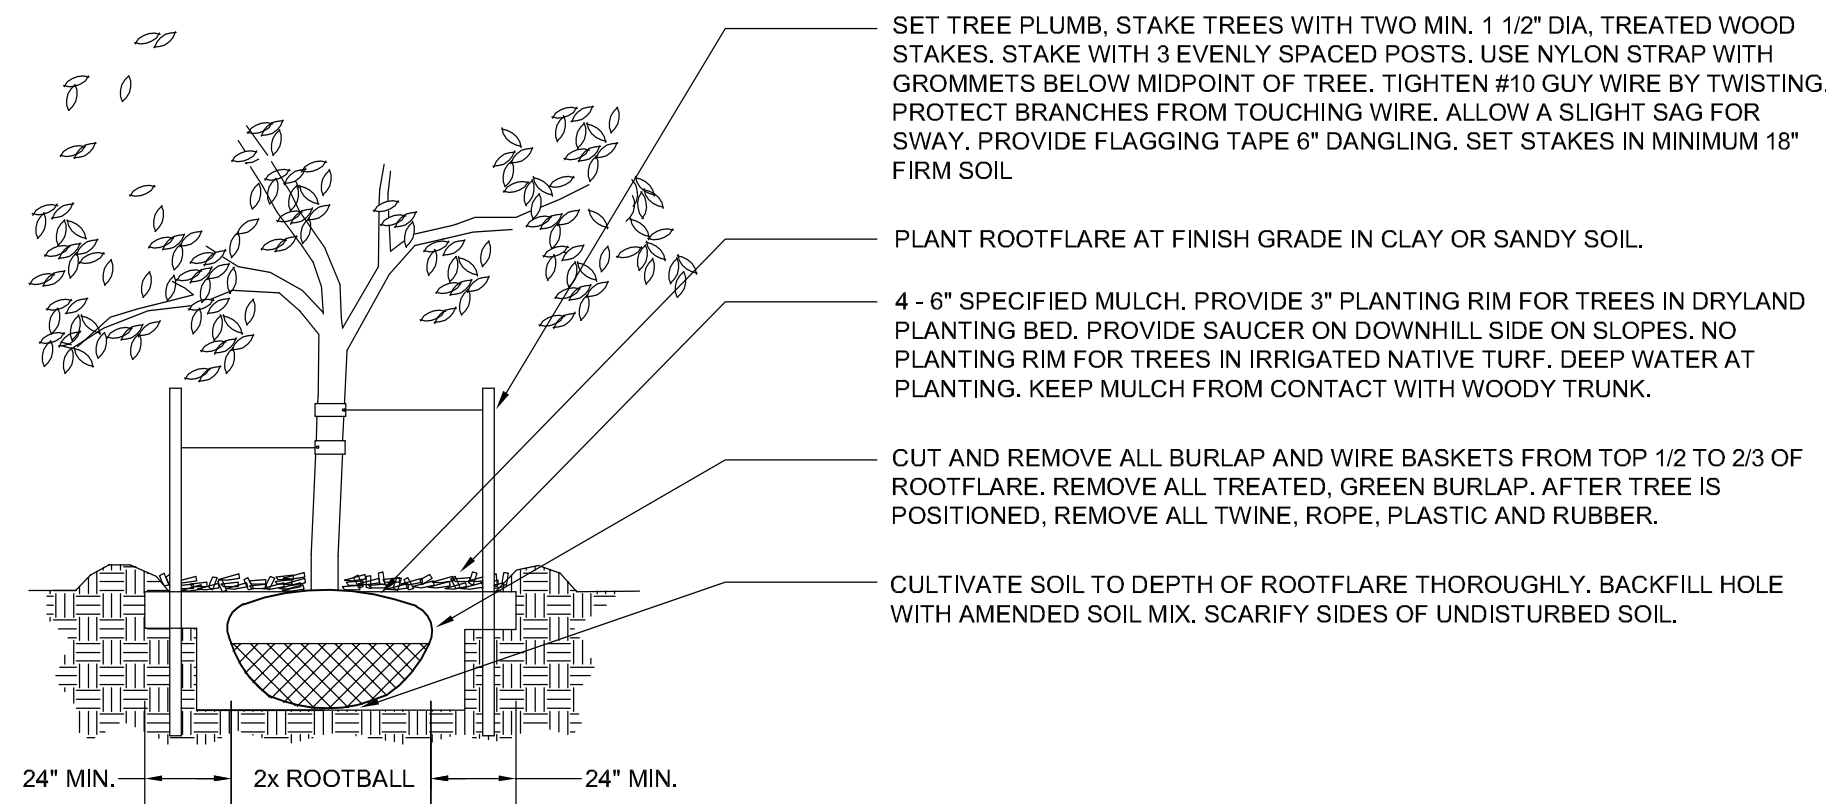 SET TREE PLUMB, STAKE TREES WITH TWO MIN. 1 1/2" DIA, TREATED WOOD
STAKES. STAKE WITH 3 EVENLY SPACED POSTS. USE NYLON STRAP WITH
GROMMETS BELOW MIDPOINT OF TREE. TIGHTEN #10 GUY WIRE BY TWISTING.
PROTECT BRANCHES FROM TOUCHING WIRE. ALLOW A SLIGHT SAG FOR
SWAY. PROVIDE FLAGGING TAPE 6" DANGLING. SET STAKES IN MINIMUM 18"
FIRM SOIL
PLANT ROOTFLARE AT FINISH GRADE IN CLAY OR SANDY SOIL.
4 - 6" SPECIFIED MULCH. PROVIDE 3" PLANTING RIM FOR TREES IN DRYLAND
PLANTING BED. PROVIDE SAUCER ON DOWNHILL SIDE ON SLOPES. NO
PLANTING RIM FOR TREES IN IRRIGATED NATIVE TURF. DEEP WATER AT
PLANTING. KEEP MULCH FROM CONTACT WITH WOODY TRUNK.
CUT AND REMOVE ALL BURLAP AND WIRE BASKETS FROM TOP 1/2 TO 2/3 OF
ROOTFLARE. REMOVE ALL TREATED, GREEN BURLAP. AFTER TREE IS
POSITIONED, REMOVE ALL TWINE, ROPE, PLASTIC AND RUBBER.
CULTIVATE SOIL TO DEPTH OF ROOTFLARE THOROUGHLY. BACKFILL HOLE
WITH AMENDED SOIL MIX. SCARIFY SIDES OF UNDISTURBED SOIL.
24" MIN. 2x ROOTBALL 24" MIN.